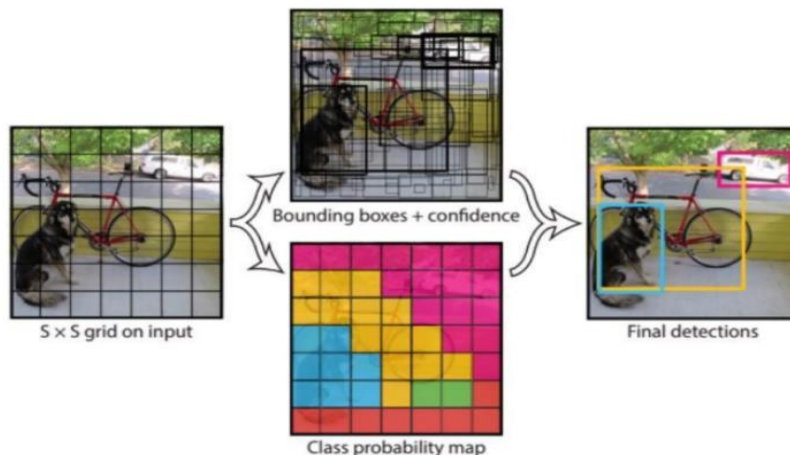 Bounding boxes + confidence
S × S grid on input
Final detections
Class probability map